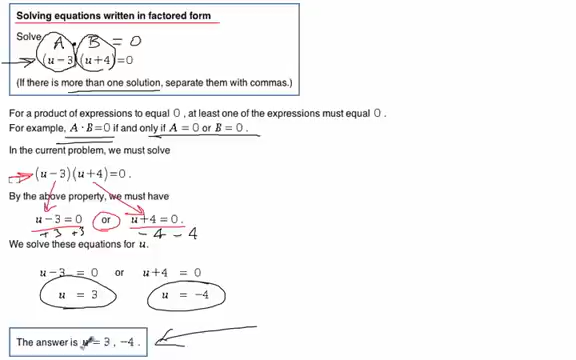 Solving equations written in factored form
Solve
A · B = 0
(u − 3)(u + 4) = 0
(If there is more than one solution, separate them with commas.)
For a product of expressions to equal 0 , at least one of the expressions must equal 0 .
For example, A · B = 0 if and only if A = 0 or B = 0 .
In the current problem, we must solve
(u − 3)(u + 4) = 0 .
By the above property, we must have
u − 3 = 0 or u + 4 = 0 .
+3 +3 − 4 − 4
We solve these equations for u.
u − 3 = 0 or u + 4 = 0
u = 3 u = −4
The answer is u = 3 , −4 .